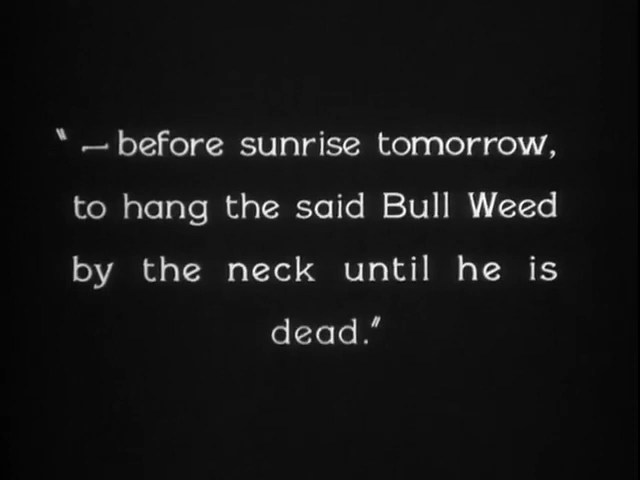 "—before sunrise tomorrow,
to hang the said Bull Weed
by the neck until he is
dead."